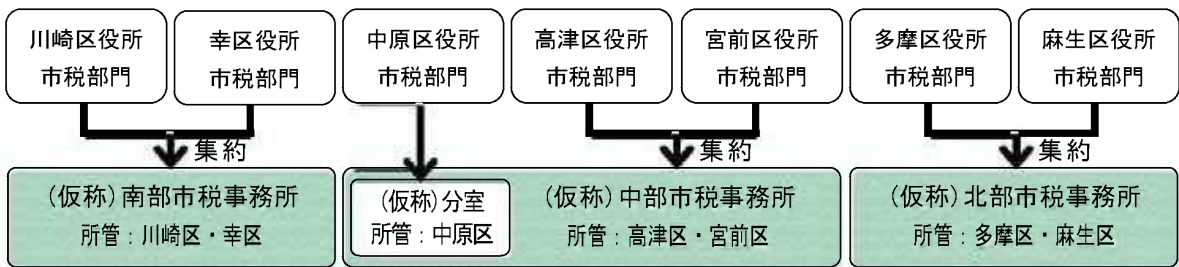 川崎区役所
市税部門
幸区役所
市税部門
中原区役所
市税部門
高津区役所
市税部門
宮前区役所
市税部門
多摩区役所
市税部門
麻生区役所
市税部門
集約
集約
集約
(仮称)南部市税事務所
所管:川崎区・幸区
(仮称)分室
所管:中原区
(仮称)中部市税事務所
所管:高津区・宮前区
(仮称)北部市税事務所
所管:多摩区・麻生区